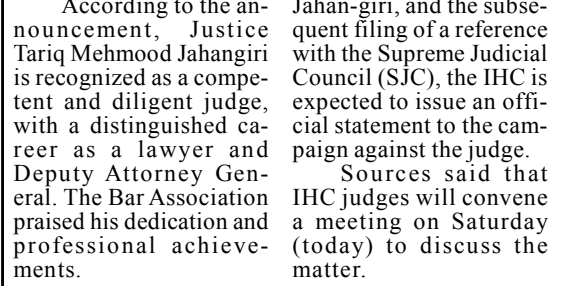 According to the an-
nouncement, Justice
Tariq Mehmood Jahangiri
is recognized as a compe-
tent and diligent judge,
with a distinguished ca-
reer as a lawyer and
Deputy Attorney Gen-
eral. The Bar Association
praised his dedication and
professional achieve-
ments.
Jahan-giri, and the subse-
quent filing of a reference
with the Supreme Judicial
Council (SJC), the IHC is
expected to issue an offi-
cial statement to the cam-
paign against the judge.
Sources said that
IHC judges will convene
a meeting on Saturday
(today) to discuss the
matter.